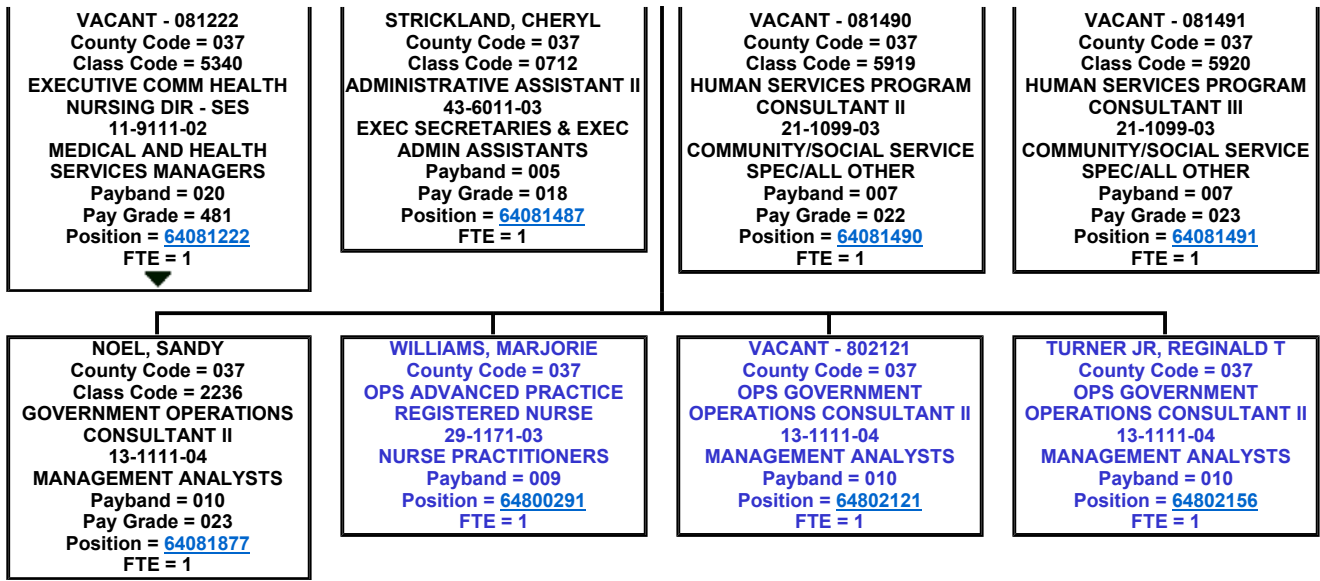 VACANT - 081222
County Code = 037
Class Code = 5340
EXECUTIVE COMM HEALTH
NURSING DIR - SES
11-9111-02
MEDICAL AND HEALTH
SERVICES MANAGERS
Payband = 020
Pay Grade = 481
Position = 64081222
FTE = 1
STRICKLAND, CHERYL
County Code = 037
Class Code = 0712
ADMINISTRATIVE ASSISTANT II
43-6011-03
EXEC SECRETARIES & EXEC
ADMIN ASSISTANTS
Payband = 005
Pay Grade = 018
Position = 64081487
FTE = 1
VACANT - 081490
County Code = 037
Class Code = 5919
HUMAN SERVICES PROGRAM
CONSULTANT II
21-1099-03
COMMUNITY/SOCIAL SERVICE
SPEC/ALL OTHER
Payband = 007
Pay Grade = 022
Position = 64081490
FTE = 1
VACANT - 081491
County Code = 037
Class Code = 5920
HUMAN SERVICES PROGRAM
CONSULTANT III
21-1099-03
COMMUNITY/SOCIAL SERVICE
SPEC/ALL OTHER
Payband = 007
Pay Grade = 023
Position = 64081491
FTE = 1
NOEL, SANDY
County Code = 037
Class Code = 2236
GOVERNMENT OPERATIONS
CONSULTANT II
13-1111-04
MANAGEMENT ANALYSTS
Payband = 010
Pay Grade = 023
Position = 64081877
FTE = 1
WILLIAMS, MARJORIE
County Code = 037
OPS ADVANCED PRACTICE
REGISTERED NURSE
29-1171-03
NURSE PRACTITIONERS
Payband = 009
Position = 64800291
FTE = 1
VACANT - 802121
County Code = 037
OPS GOVERNMENT
OPERATIONS CONSULTANT II
13-1111-04
MANAGEMENT ANALYSTS
Payband = 010
Position = 64802121
FTE = 1
TURNER JR, REGINALD T
County Code = 037
OPS GOVERNMENT
OPERATIONS CONSULTANT II
13-1111-04
MANAGEMENT ANALYSTS
Payband = 010
Position = 64802156
FTE = 1